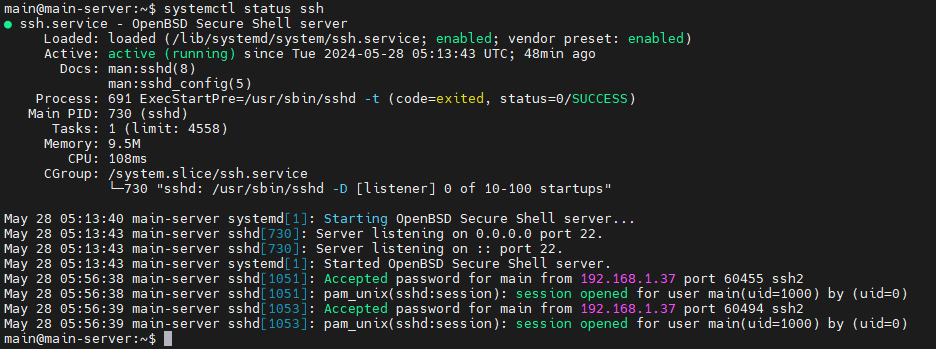 main@main-server:~$ systemctl status ssh
● ssh.service - OpenBSD Secure Shell server
Loaded: loaded (/lib/systemd/system/ssh.service; enabled; vendor preset: enabled)
Active: active (running) since Tue 2024-05-28 05:13:43 UTC; 48min ago
Docs: man:sshd(8)
man:sshd_config(5)
Process: 691 ExecStartPre=/usr/sbin/sshd -t (code=exited, status=0/SUCCESS)
Main PID: 730 (sshd)
Tasks: 1 (limit: 4558)
Memory: 9.5M
CPU: 108ms
CGroup: /system.slice/ssh.service
└─730 "sshd: /usr/sbin/sshd -D [listener] 0 of 10-100 startups"
May 28 05:13:40 main-server systemd[1]: Starting OpenBSD Secure Shell server...
May 28 05:13:43 main-server sshd[730]: Server listening on 0.0.0.0 port 22.
May 28 05:13:43 main-server sshd[730]: Server listening on :: port 22.
May 28 05:13:43 main-server systemd[1]: Started OpenBSD Secure Shell server.
May 28 05:56:38 main-server sshd[1051]: Accepted password for main from 192.168.1.37 port 60455 ssh2
May 28 05:56:38 main-server sshd[1051]: pam_unix(sshd:session): session opened for user main(uid=1000) by (uid=0)
May 28 05:56:39 main-server sshd[1053]: Accepted password for main from 192.168.1.37 port 60494 ssh2
May 28 05:56:39 main-server sshd[1053]: pam_unix(sshd:session): session opened for user main(uid=1000) by (uid=0)
main@main-server:~$